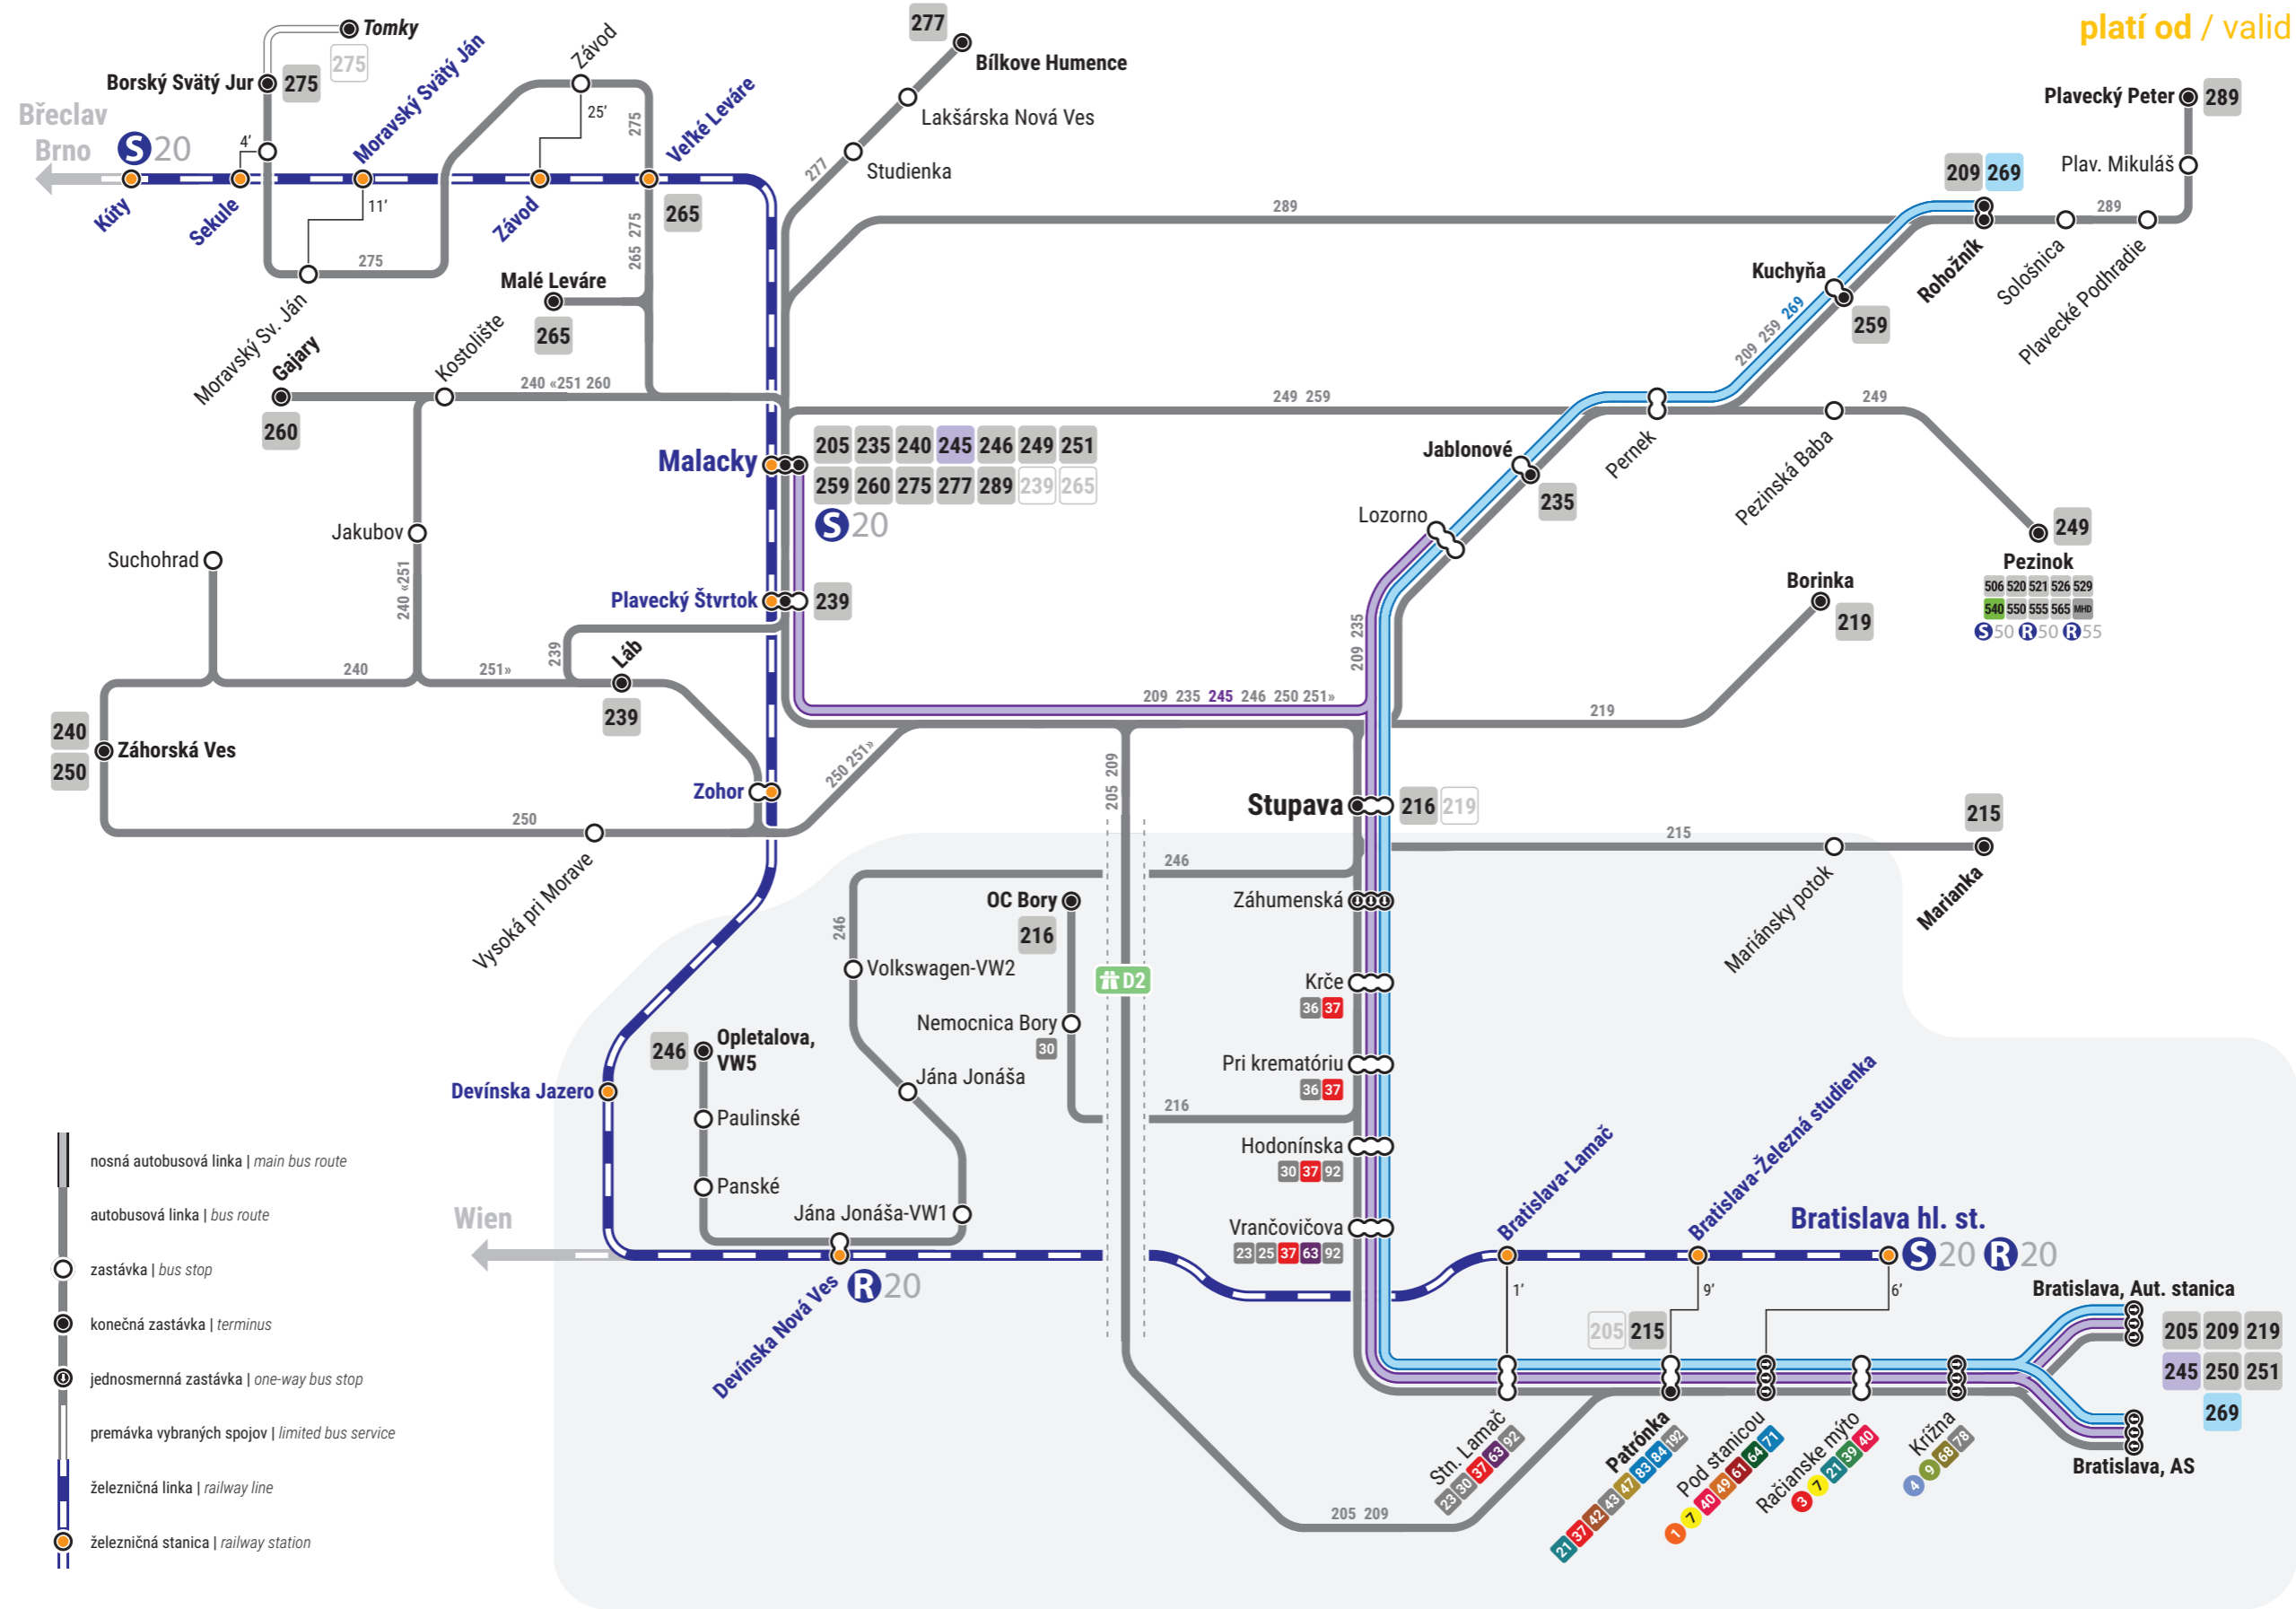 platí od / valid
Tomky
275
Borský Svätý Jur
275
Břeclav
Brno
S 20
4’
Kúty
Sekule
Moravský Svätý Ján
11’
Závod
25’
Závod
275
Veľké Leváre
265
265 275
275
Moravský Sv. Ján
Malé Leváre
265
Gajary
260
Kostolište
240 «251 260
277
Bílkove Humence
Lakšárska Nová Ves
Studienka
277
289
Plavecký Peter
289
Plav. Mikuláš
289
209 269
Rohožník
Sološnica
Plavecké Podhradie
Kuchyňa
259
209 259 269
249 259
249
Pernek
Pezinská Baba
Jablonové
235
Lozorno
249
Pezinok
506 520 521 526 529
540 550 555 565 MHD
S 50 R 50 R 55
Malacky
205 235 240 245 246 249 251
259 260 275 277 289 239 265
S 20
Jakubov
240 «251
Suchohrad
Plavecký Štvrtok
239
239
Láb
239
240
251»
240
250
Záhorská Ves
250
Vysoká pri Morave
Zohor
250 251»
209 235 245 246 250 251»
209 235
219
Borinka
219
205 209
Stupava
216 219
215
215
Mariánsky potok
Marianka
246
246
OC Bory
216
Záhumenská
Volkswagen-VW2
D2
Krče
36 37
Nemocnica Bory
30
246
Opletalova,
VW5
Jána Jonáša
Pri krematóriu
36 37
Devínska Jazero
Paulinské
216
Panské
Hodonínska
30 37 92
Jána Jonáša-VW1
Vrančovičova
23 25 37 63 92
Wien
Devínska Nová Ves
R 20
Bratislava-Lamač
Bratislava-Železná studienka
Bratislava hl. st.
S 20 R 20
1’
9’
6’
205 215
Bratislava, Aut. stanica
205 209 219
245 250 251
269
Bratislava, AS
Stn. Lamač
23 30 37 63 92
Patrónka
21 37 42 43 47 83 84 192
Pod stanicou
1 7 40 49 61 64 71
Račianske mýto
3 7 21 39 40
Krížna
4 9 68 78
205 209
nosná autobusová linka | main bus route
autobusová linka | bus route
zastávka | bus stop
konečná zastávka | terminus
jednosmernná zastávka | one-way bus stop
premávka vybraných spojov | limited bus service
železničná linka | railway line
železničná stanica | railway station